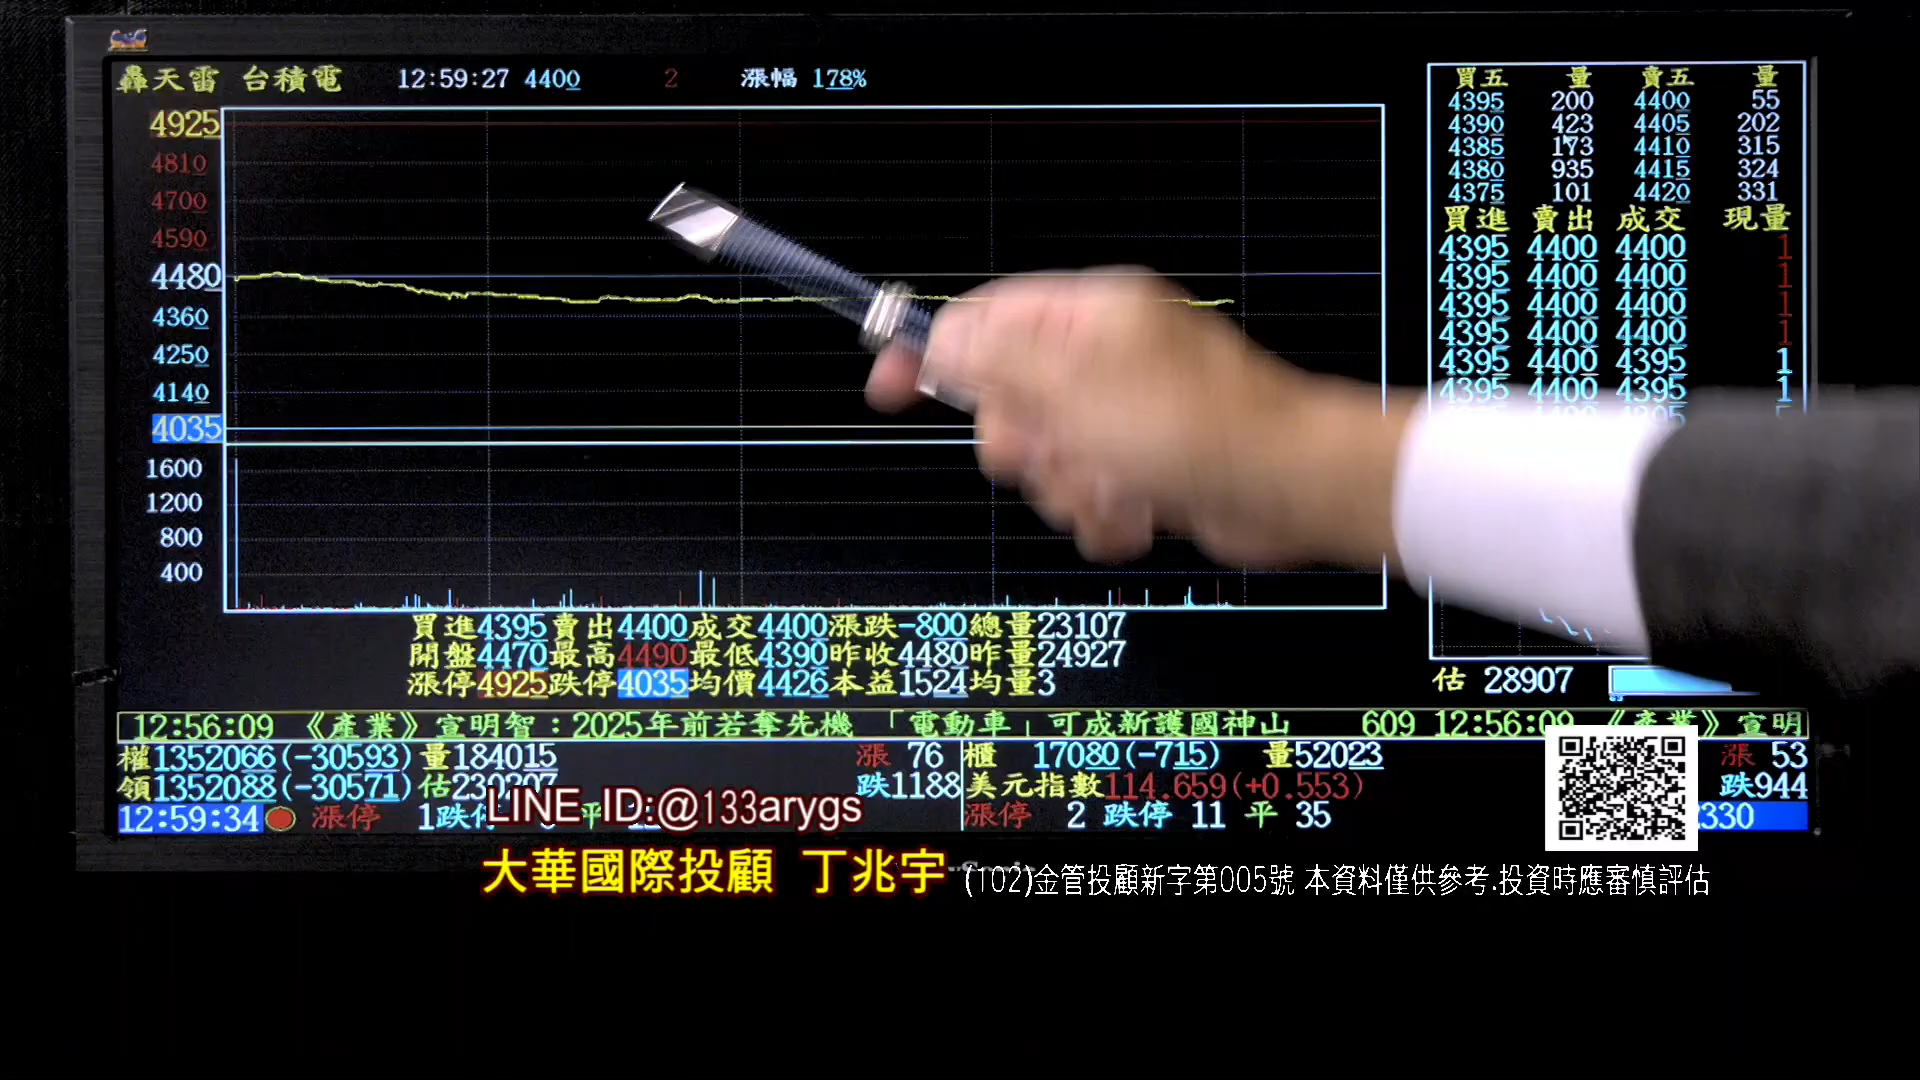 轟天雷 台積電 12:59:27 4400 2 漲幅 178%
4925
4810
4700
4590
4480
4360
4250
4140
4035
1600
1200
800
400
買五 量 賣五 量
4395 200 4400 55
4390 423 4405 202
4385 173 4410 315
4380 935 4415 324
4375 101 4420 331
買進 賣出 成交 現量
4395 4400 4400 1
4395 4400 4400 1
4395 4400 4400 1
4395 4400 4400 1
4395 4400 4395 1
4395 4400 4395 1
買進4395賣出4400成交4400漲跌-800總量23107
開盤4470最高4490最低4390昨收4480昨量24927
漲停4925跌停4035均價4426本益1524均量3
估 28907
12:56:09 《產業》宣明智：2025年前若奪先機 「電動車」可成新護國神山 609 12:56:09 《產業》宣明
權1352066(-30593)量184015 漲 76 櫃 17080(-715) 量52023 漲 53
領1352088(-30571)估230207 跌1188 美元指數114.659(+0.553) 跌944
12:59:34 漲停 1跌停 平 漲停 2 跌停 11 平 35 2330
LINE ID:@133arygs
大華國際投顧 丁兆宇 (102)金管投顧新字第005號 本資料僅供參考.投資時應審慎評估